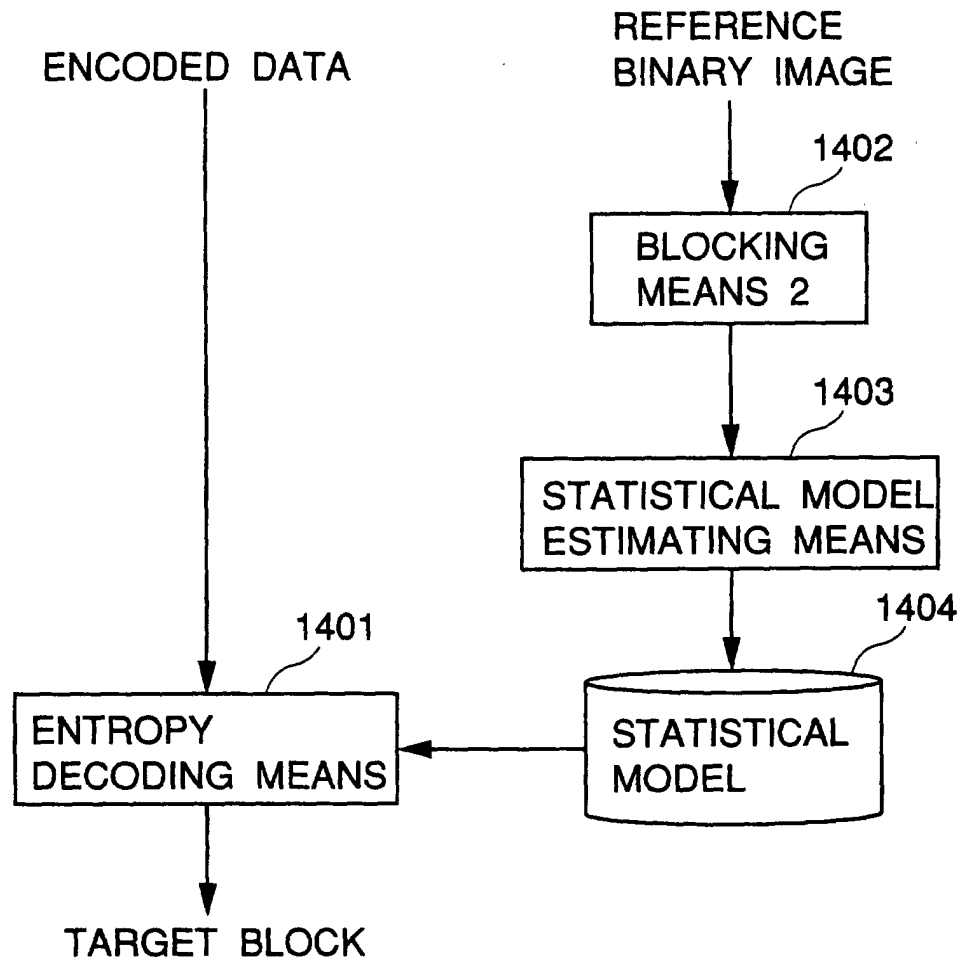 ENCODED DATA
REFERENCE
BINARY IMAGE
1402
BLOCKING
MEANS 2
1403
STATISTICAL MODEL
ESTIMATING MEANS
1404
STATISTICAL
MODEL
1401
ENTROPY
DECODING MEANS
TARGET BLOCK